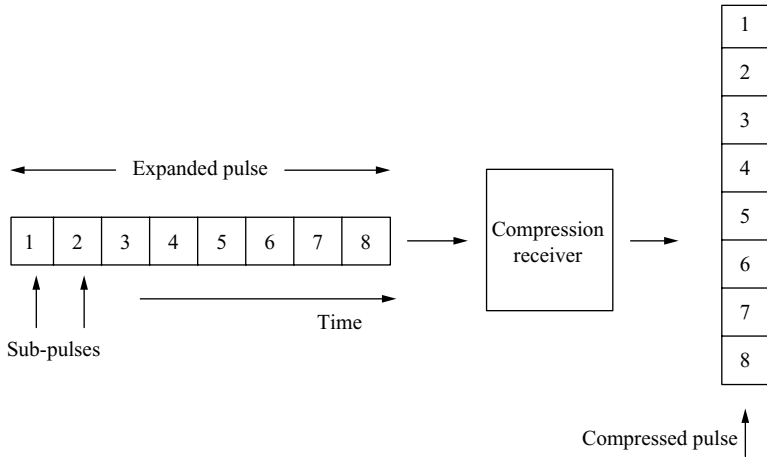 Expanded pulse
1 2 3 4 5 6 7 8
Sub-pulses
Time
Compression
receiver
1
2
3
4
5
6
7
8
Compressed pulse